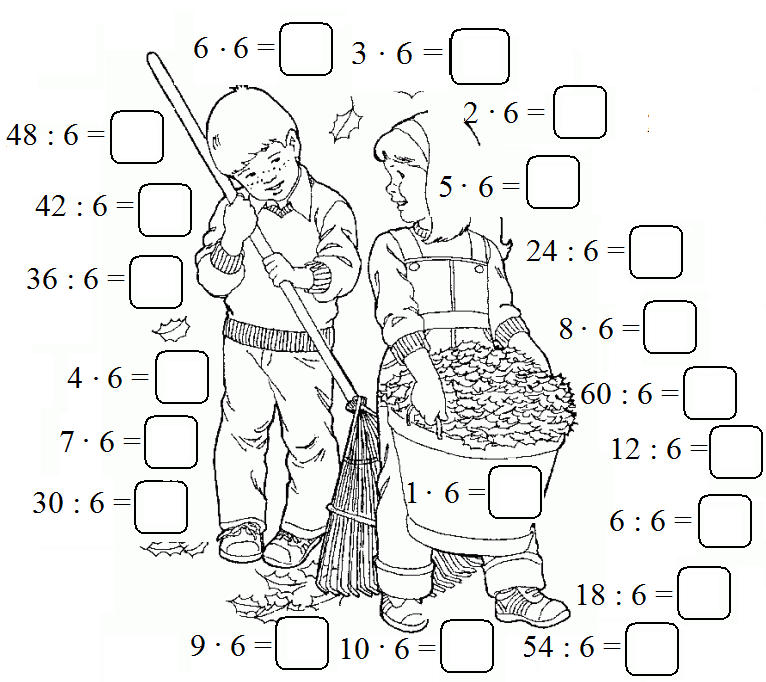 6 · 6 =
3 · 6 =
2 · 6 =
48 : 6 =
5 · 6 =
42 : 6 =
24 : 6 =
36 : 6 =
8 · 6 =
4 · 6 =
60 : 6 =
7 · 6 =
12 : 6 =
30 : 6 =
1 · 6 =
6 : 6 =
18 : 6 =
9 · 6 =
10 · 6 =
54 : 6 =